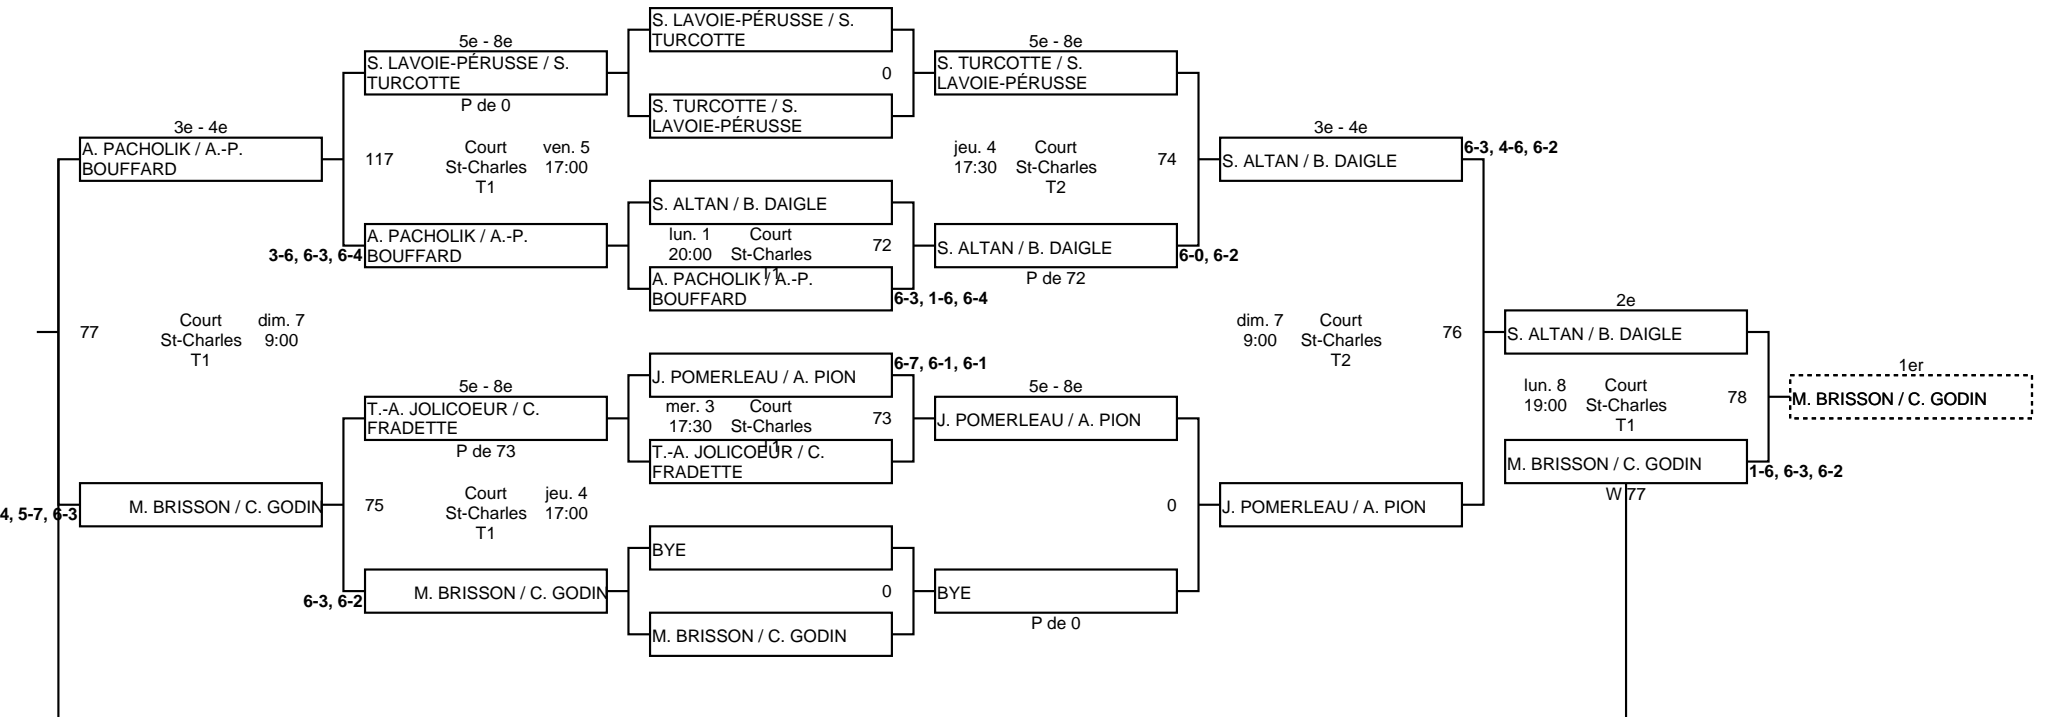 3e - 4e
A. PACHOLIK / A.-P.
BOUFFARD
77
Court
St-Charles
T1
dim. 7
9:00
M. BRISSON / C. GODIN
4, 5-7, 6-3
5e - 8e
S. LAVOIE-PÉRUSSE / S.
TURCOTTE
P de 0
117
Court
St-Charles
T1
ven. 5
17:00
A. PACHOLIK / A.-P.
BOUFFARD
3-6, 6-3, 6-4
5e - 8e
T.-A. JOLICOEUR / C.
FRADETTE
P de 73
75
Court
St-Charles
T1
jeu. 4
17:00
M. BRISSON / C. GODIN
6-3, 6-2
S. LAVOIE-PÉRUSSE / S.
TURCOTTE
0
S. TURCOTTE / S.
LAVOIE-PÉRUSSE
S. ALTAN / B. DAIGLE
lun. 1
20:00
Court
St-Charles
T1
72
A. PACHOLIK / A.-P.
BOUFFARD
6-3, 1-6, 6-4
J. POMERLEAU / A. PION
6-7, 6-1, 6-1
mer. 3
17:30
Court
St-Charles
T1
73
T.-A. JOLICOEUR / C.
FRADETTE
BYE
0
M. BRISSON / C. GODIN
5e - 8e
S. TURCOTTE / S.
LAVOIE-PÉRUSSE
jeu. 4
17:30
Court
St-Charles
T2
74
S. ALTAN / B. DAIGLE
6-0, 6-2
P de 72
5e - 8e
J. POMERLEAU / A. PION
0
BYE
P de 0
3e - 4e
S. ALTAN / B. DAIGLE
6-3, 4-6, 6-2
dim. 7
9:00
Court
St-Charles
T2
76
J. POMERLEAU / A. PION
2e
S. ALTAN / B. DAIGLE
lun. 8
19:00
Court
St-Charles
T1
78
M. BRISSON / C. GODIN
1-6, 6-3, 6-2
W 77
1er
M. BRISSON / C. GODIN